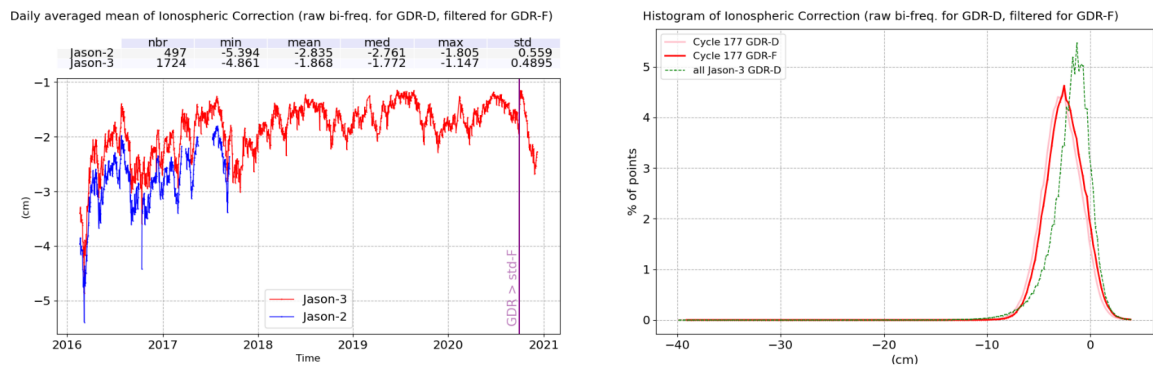 Daily averaged mean of Ionospheric Correction (raw bi-freq. for GDR-D, filtered for GDR-F)
nbr min mean med max std
Jason-2 497 -5.394 -2.835 -2.761 -1.805 0.559
Jason-3 1724 -4.861 -1.868 -1.772 -1.147 0.4895
−1
−2
−3
−4
−5
(cm)
GDR > std-F
Jason-3
Jason-2
2016 2017 2018 2019 2020 2021
Time
Histogram of Ionospheric Correction (raw bi-freq. for GDR-D, filtered for GDR-F)
Cycle 177 GDR-D
Cycle 177 GDR-F
all Jason-3 GDR-D
5
4
3
2
1
0
% of points
−40 −30 −20 −10 0
(cm)